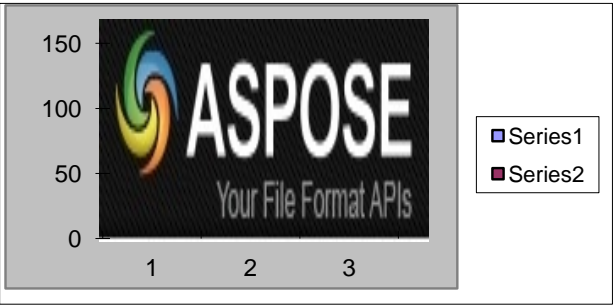 150
100
50
0
ASPOSE
Your File Format APIs
1 2 3
Series1
Series2